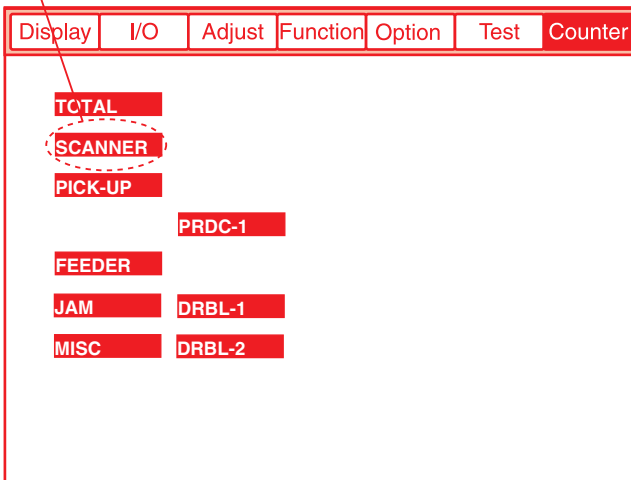 Display I/O Adjust Function Option Test Counter
TOTAL
SCANNER
PICK-UP
PRDC-1
FEEDER
JAM DRBL-1
MISC DRBL-2